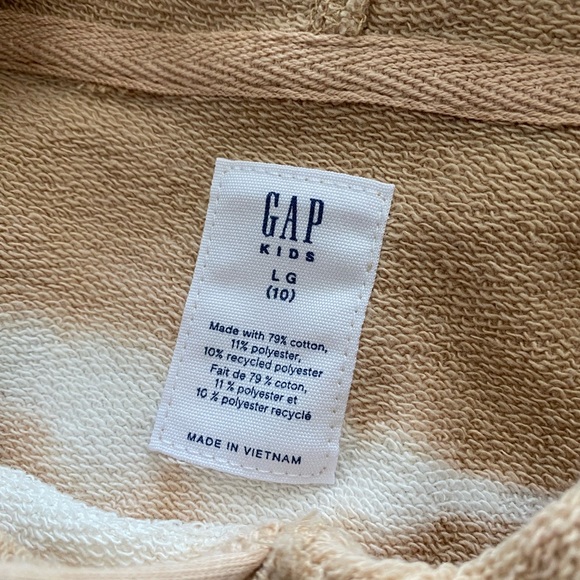 GAP
KIDS
LG
(10)
Made with 79% cotton,
11% polyester,
10% recycled polyester
Fait de 79 % coton,
11 % polyester et
10 % polyester recyclé
MADE IN VIETNAM